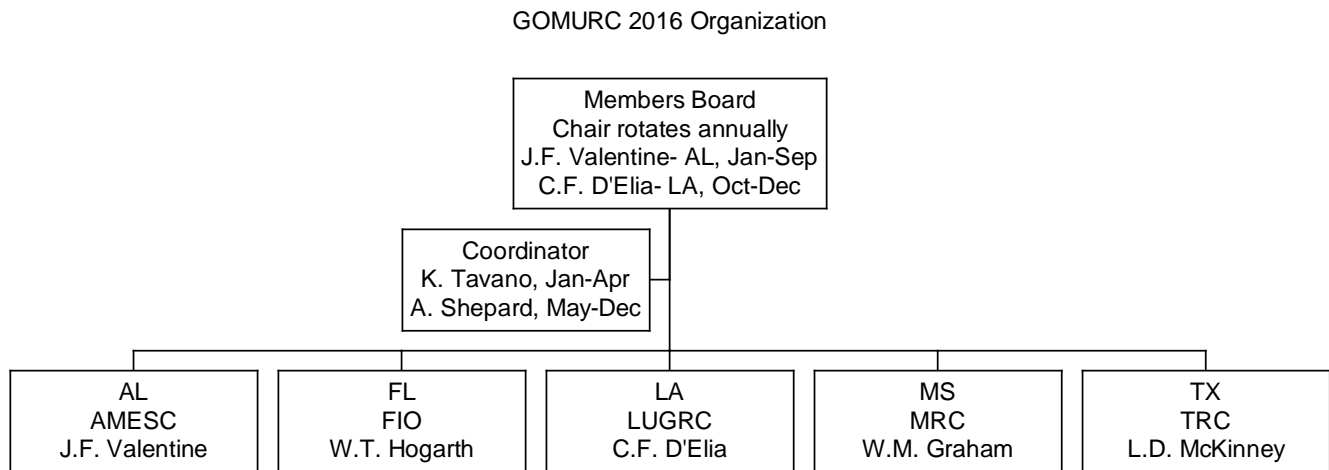 GOMURC 2016 Organization
Members Board
Chair rotates annually
J.F. Valentine- AL, Jan-Sep
C.F. D'Elia- LA, Oct-Dec
Coordinator
K. Tavano, Jan-Apr
A. Shepard, May-Dec
AL
AMESC
J.F. Valentine
FL
FIO
W.T. Hogarth
LA
LUGRC
C.F. D'Elia
MS
MRC
W.M. Graham
TX
TRC
L.D. McKinney